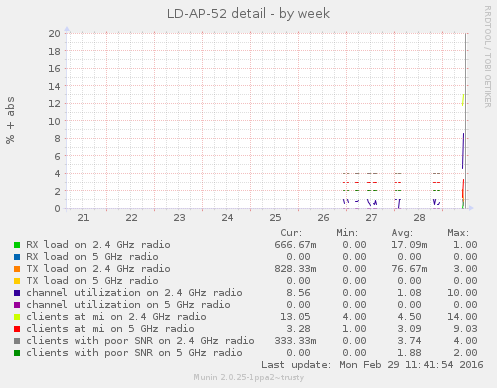 LD-AP-52 detail - by week
RRDTOOL / TOBI OETIKER
% + abs
20
18
16
14
12
10
8
6
4
2
0
21 22 23 24 25 26 27 28
Cur: Min: Avg: Max:
RX load on 2.4 GHz radio 666.67m 0.00 17.09m 1.00
RX load on 5 GHz radio 0.00 0.00 0.00 0.00
TX load on 2.4 GHz radio 828.33m 0.00 76.67m 3.00
TX load on 5 GHz radio 0.00 0.00 0.00 0.00
channel utilization on 2.4 GHz radio 8.56 0.00 1.08 10.00
channel utilization on 5 GHz radio 0.00 0.00 0.00 0.00
clients at mi on 2.4 GHz radio 13.05 4.00 4.50 14.00
clients at mi on 5 GHz radio 3.28 1.00 3.09 9.03
clients with poor SNR on 2.4 GHz radio 333.33m 0.00 3.74 4.00
clients with poor SNR on 5 GHz radio 0.00 0.00 1.88 2.00
Last update: Mon Feb 29 11:41:54 2016
Munin 2.0.25-1ppa2~trusty